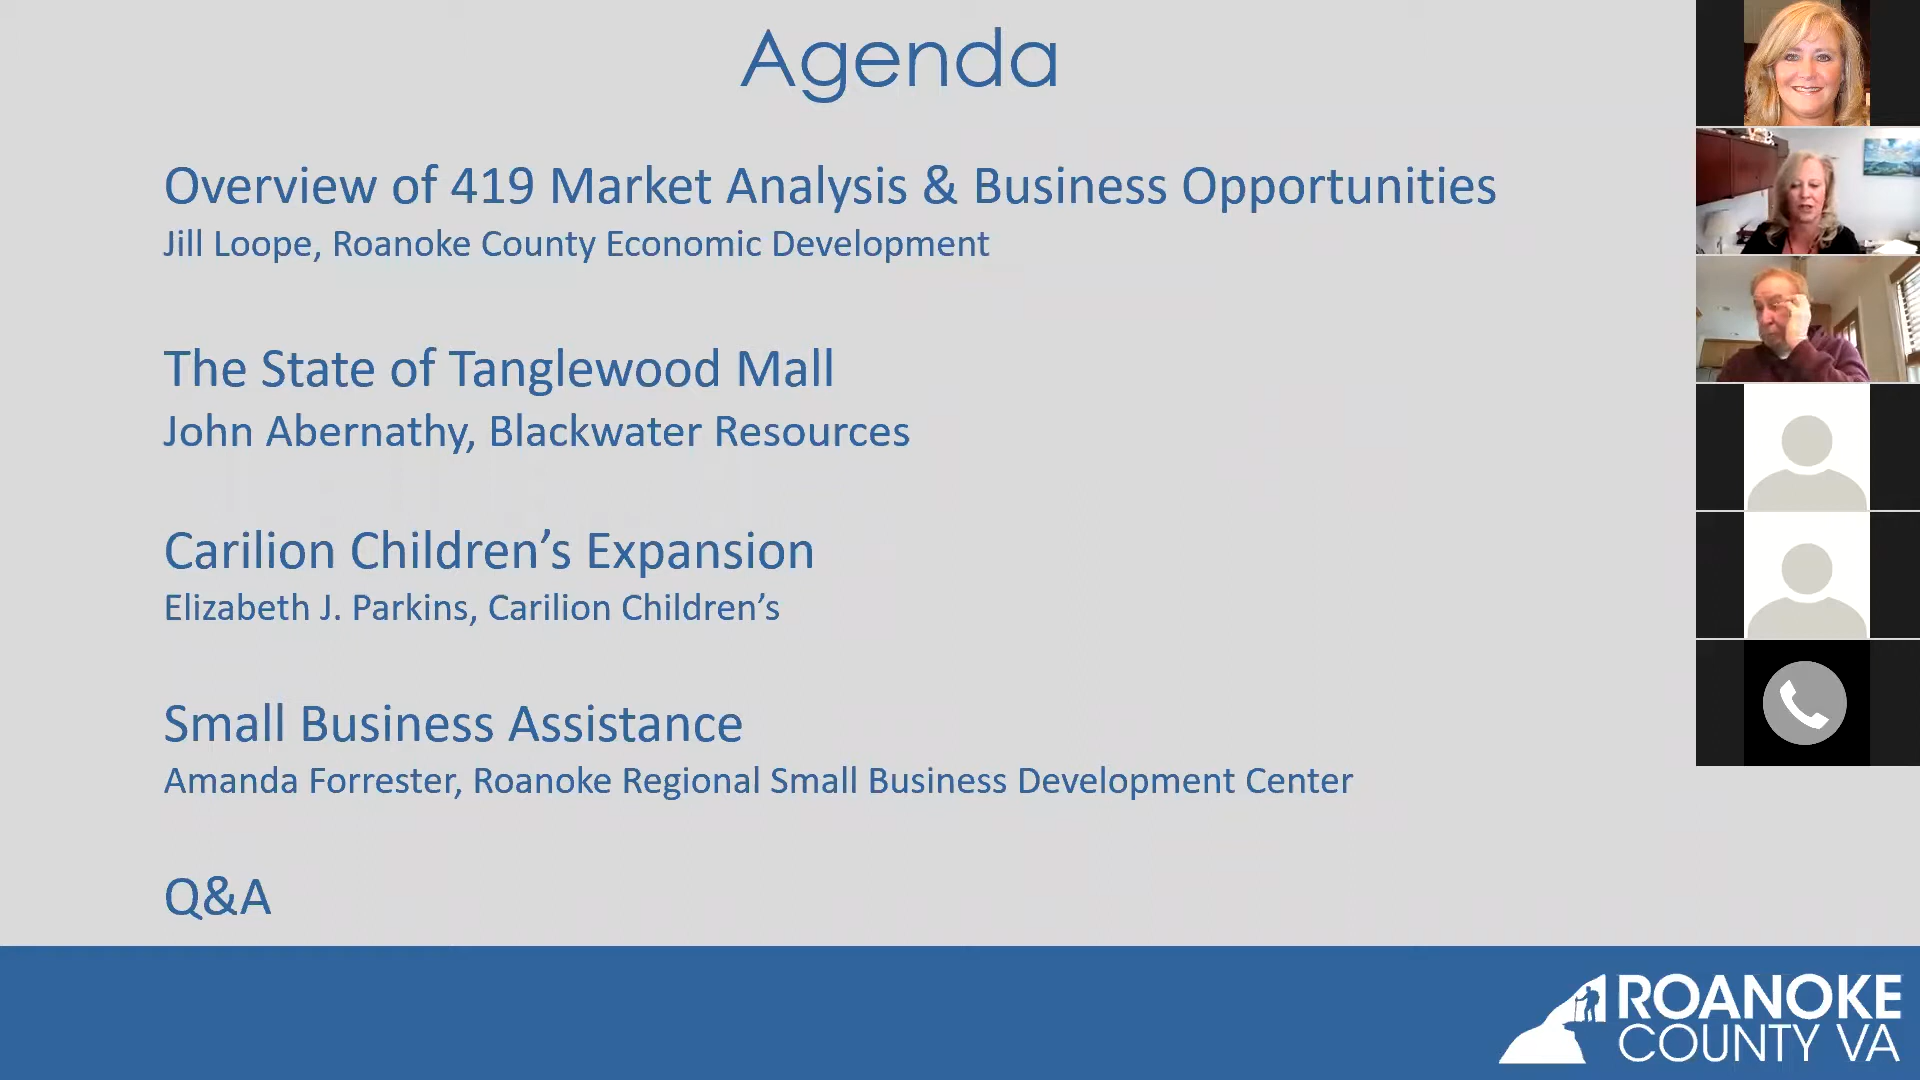 Agenda
Overview of 419 Market Analysis & Business Opportunities
Jill Loope, Roanoke County Economic Development
The State of Tanglewood Mall
John Abernathy, Blackwater Resources
Carilion Children’s Expansion
Elizabeth J. Parkins, Carilion Children’s
Small Business Assistance
Amanda Forrester, Roanoke Regional Small Business Development Center
Q&A
ROANOKE
COUNTY VA